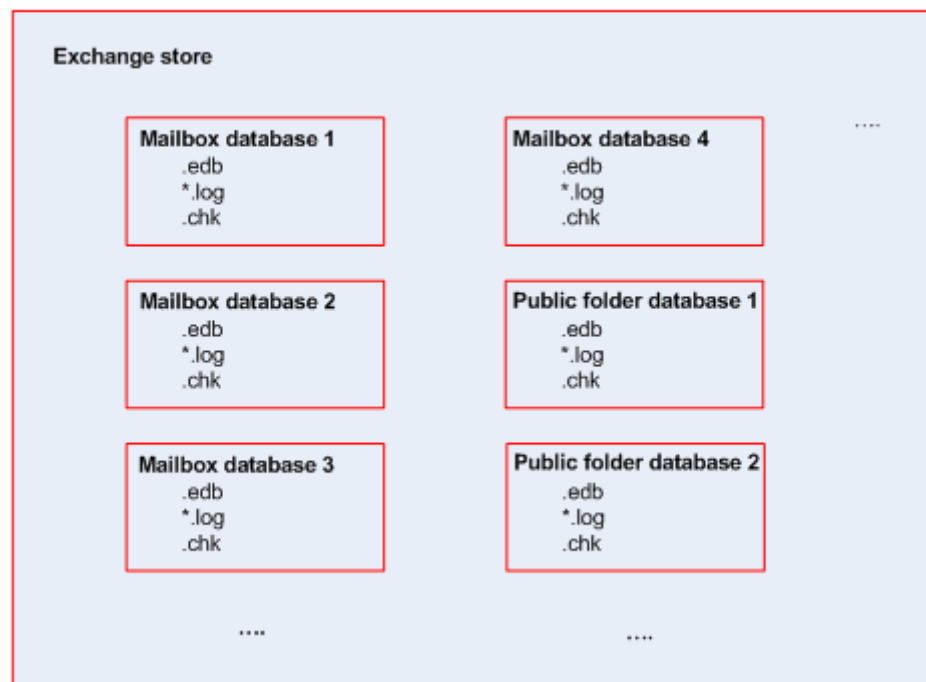 Exchange store
Mailbox database 1
.edb
*.log
.chk
Mailbox database 2
.edb
*.log
.chk
Mailbox database 3
.edb
*.log
.chk
....
Mailbox database 4
.edb
*.log
.chk
Public folder database 1
.edb
*.log
.chk
Public folder database 2
.edb
*.log
.chk
....
....